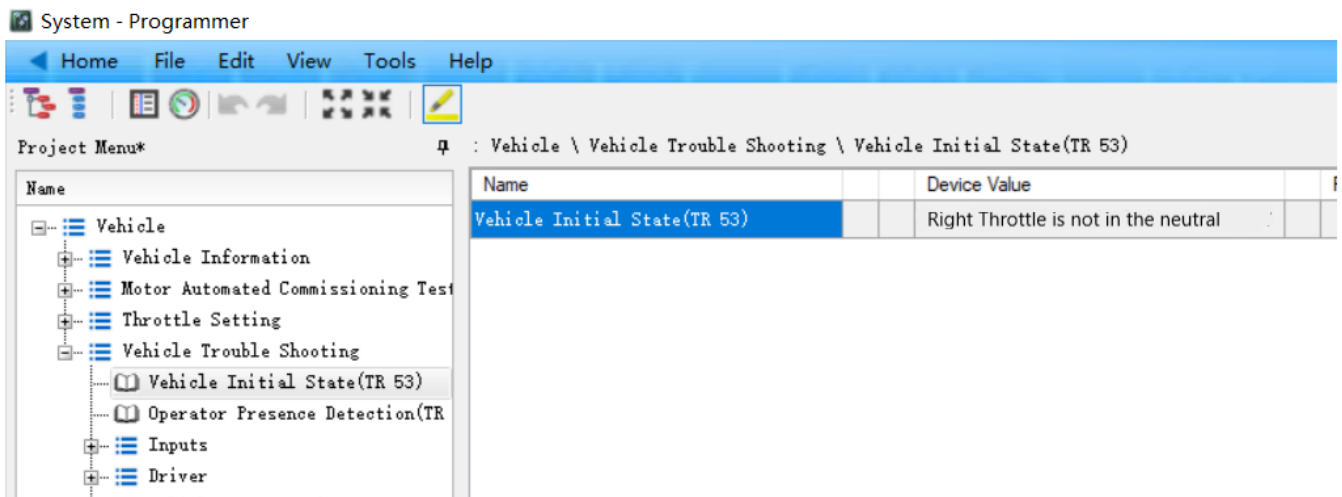 System - Programmer
Home File Edit View Tools Help
Project Menu*
: Vehicle \ Vehicle Trouble Shooting \ Vehicle Initial State(TR 53)
Name
Name Device Value
Vehicle Initial State(TR 53) Right Throttle is not in the neutral
Vehicle
Vehicle Information
Motor Automated Commissioning Test
Throttle Setting
Vehicle Trouble Shooting
Vehicle Initial State(TR 53)
Operator Presence Detection(TR
Inputs
Driver